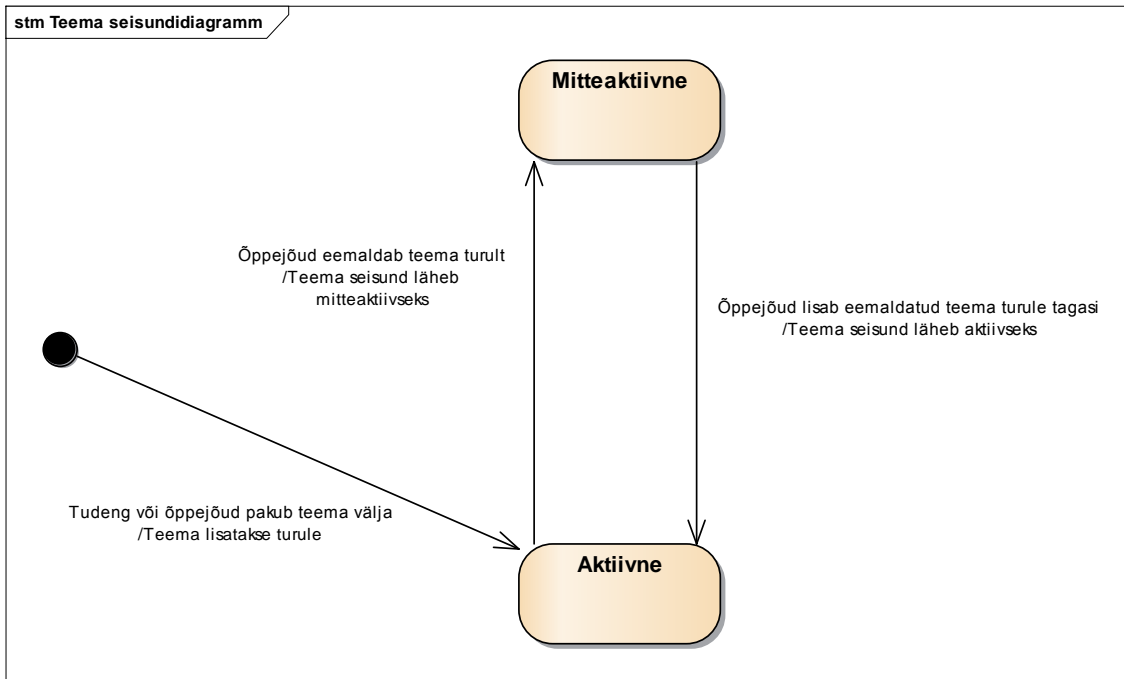 stm Teema seisundidiagramm
Mitteaktiivne
Õppejõud eemaldab teema turult
/Teema seisund läheb
mitteaktiivseks
Õppejõud lisab eemaldatud teema turule tagasi
/Teema seisund läheb aktiivseks
Tudeng või õppejõud pakub teema välja
/Teema lisatakse turule
Aktiivne